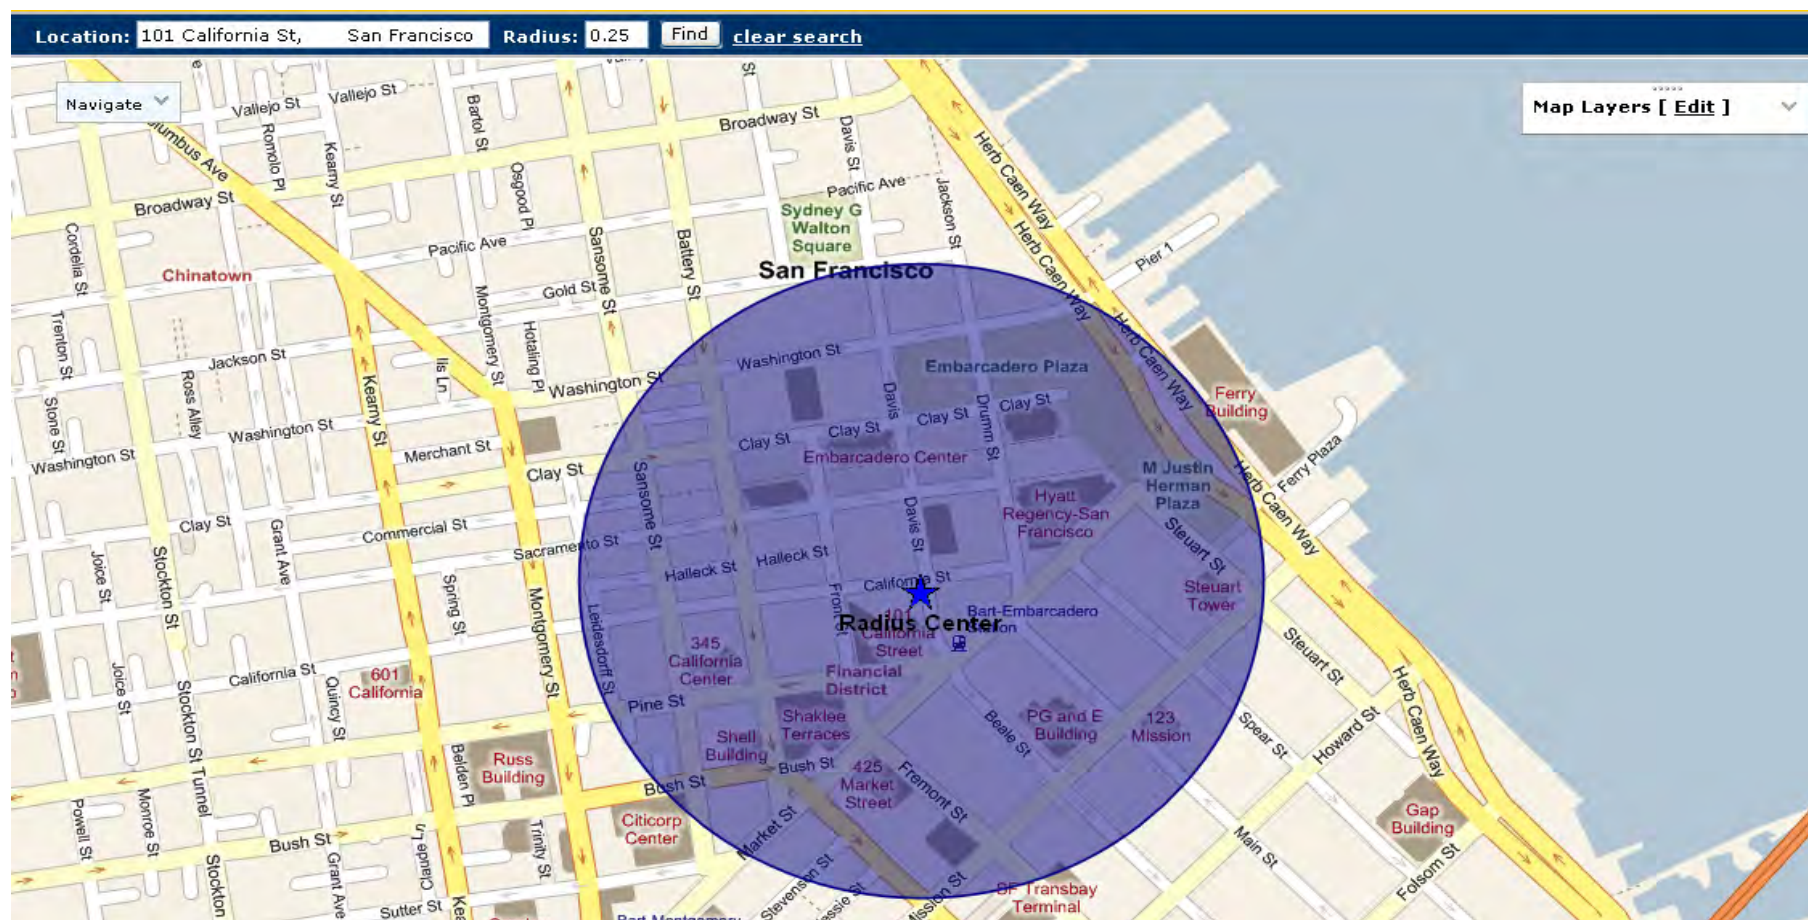 Location: 101 California St, San Francisco Radius: 0.25 Find clear search
Navigate
Map Layers [ Edit ]
Vallejo St
Vallejo St
Columbus Ave
Romolo Pl
Kearny St
Bartol St
Osgood Pl
Broadway St
Davis St
Herb Caen Way
Broadway St
Pacific Ave
Jackson St
Sydney G
Walton
Square
Cordelia St
Pacific Ave
Sansome St
Battery St
Herb Caen Way
Pier 1
Chinatown
San Francisco
Gold St
Montgomery St
Hotaling Pl
Trenton St
Jackson St
Ross Alley
Ils Ln
Washington St
Washington St
Herb Caen Way
Embarcadero Plaza
Kearny St
Davis
Drumm St
Ferry
Building
Stone St
Washington St
Washington St
Merchant St
Clay St
Clay St
Clay St
Clay St
Clay St
Embarcadero Center
Ferry Plaza
Clay St
Commercial St
Sacramento St
Sansome St
Davis St
Hyatt
Regency-San
Francisco
M Justin
Herman
Plaza
Herb Caen Way
Joice St
Stockton St
Grant Ave
Spring St
Montgomery St
Halleck St
Halleck St
Steuart St
California St
Leidesdorff St
Front St
Radius Center
101
California
Street
Bart-Embarcadero
Station
Steuart
Tower
345
California
Center
Financial
District
Steuart St
Joice St
Stockton St Tunnel
California St
Quincy St
601
California
Pine St
Herb Caen Way
Shaklee
Terraces
Shell
Building
Beale St
PG and E
Building
123
Mission
Spear St
Howard St
Russ
Building
Belden Pl
Bush St
Bush St
425
Market
Street
Fremont St
Powell St
Monroe St
Bush St
Claude Ln
Trinity St
Citicorp
Center
Market St
Main St
Gap
Building
Folsom St
Stockton
Grant Ave
Sutter St
Stevenson St
Mission St
SF Transbay
Terminal
Bart-Montgomery